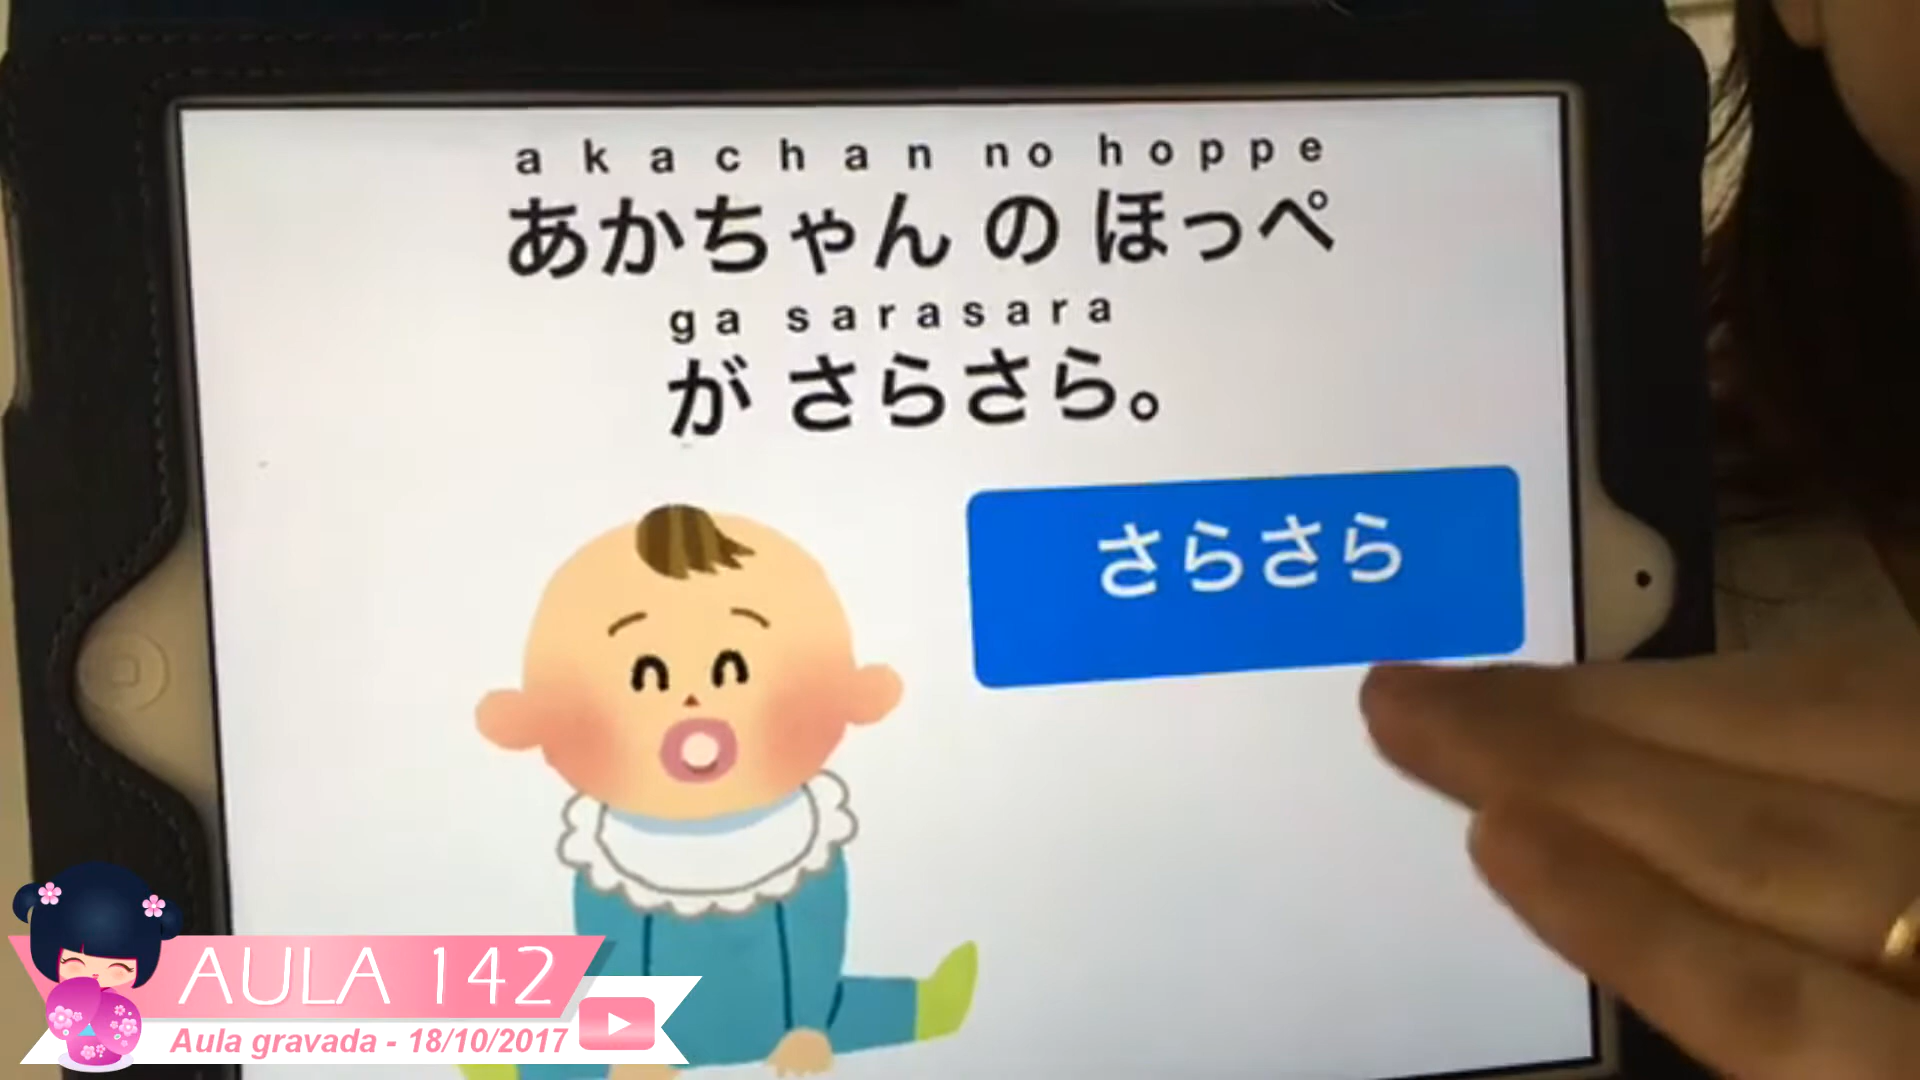 akachan no hoppe
あかちゃん の ほっぺ
ga sarasara
が さらさら。
さらさら
AULA 142
Aula gravada - 18/10/2017